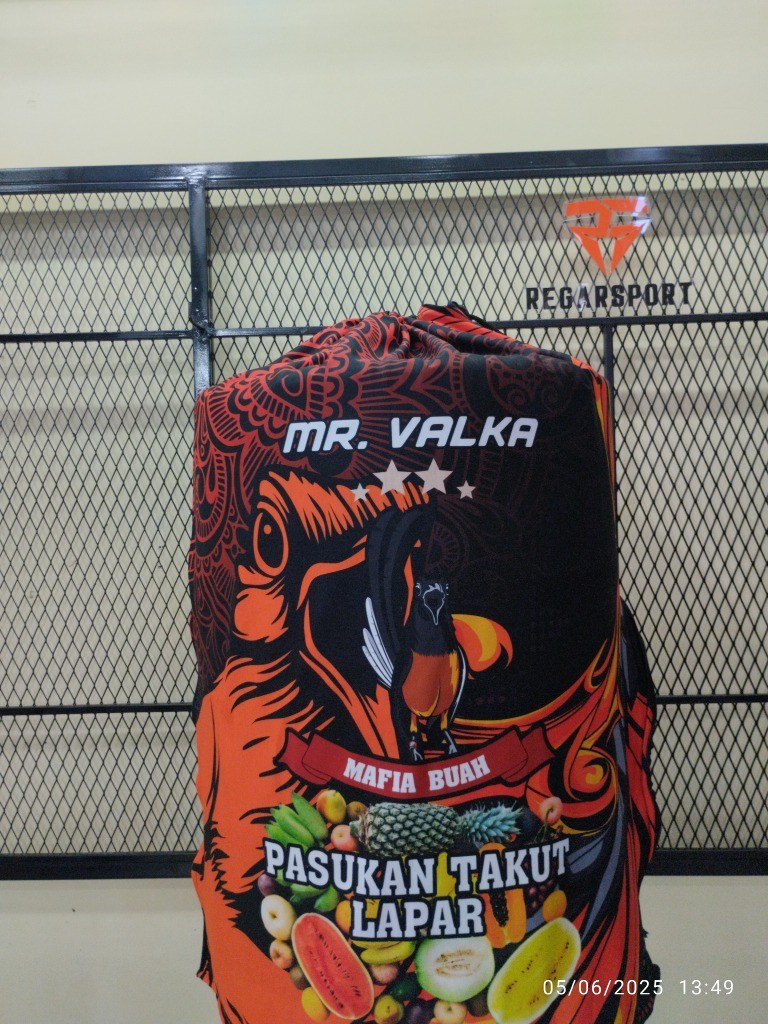 REGARSPORT
MR. VALKA
MAFIA BUAH
PASUKAN TAKUT
LAPAR
05/06/2025 13:49